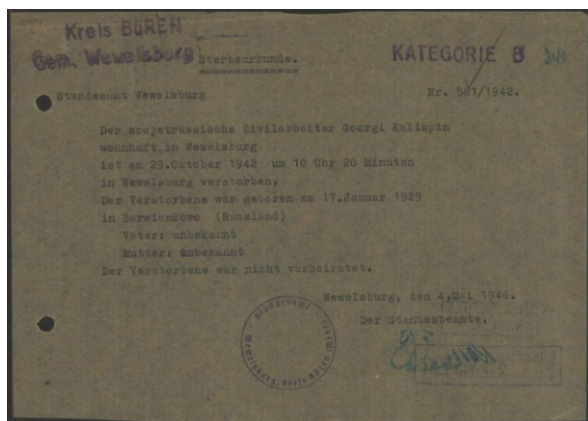 Kreis BÜREN
Gem. Wewelsburg
Sterbeurkunde.
KATEGORIE B
Standesamt Wewelsburg
Nr. 581/1942.
Der sowjetrussische Zivilarbeiter Georgi Kaliapin
wohnhaft in Wewelsburg
ist am 29.Oktober 1942 um 10 Uhr 20 Minuten
in Wewelsburg verstorben.
Der Verstorbene war geboren am 17.Januar 1925
in Barwiankowo (Russland)
Vater: unbekannt
Mutter: unbekannt
Der Verstorbene war nicht verheiratet.
Wewelsburg, den 4.Mai 1946.
Der Standesbeamte.